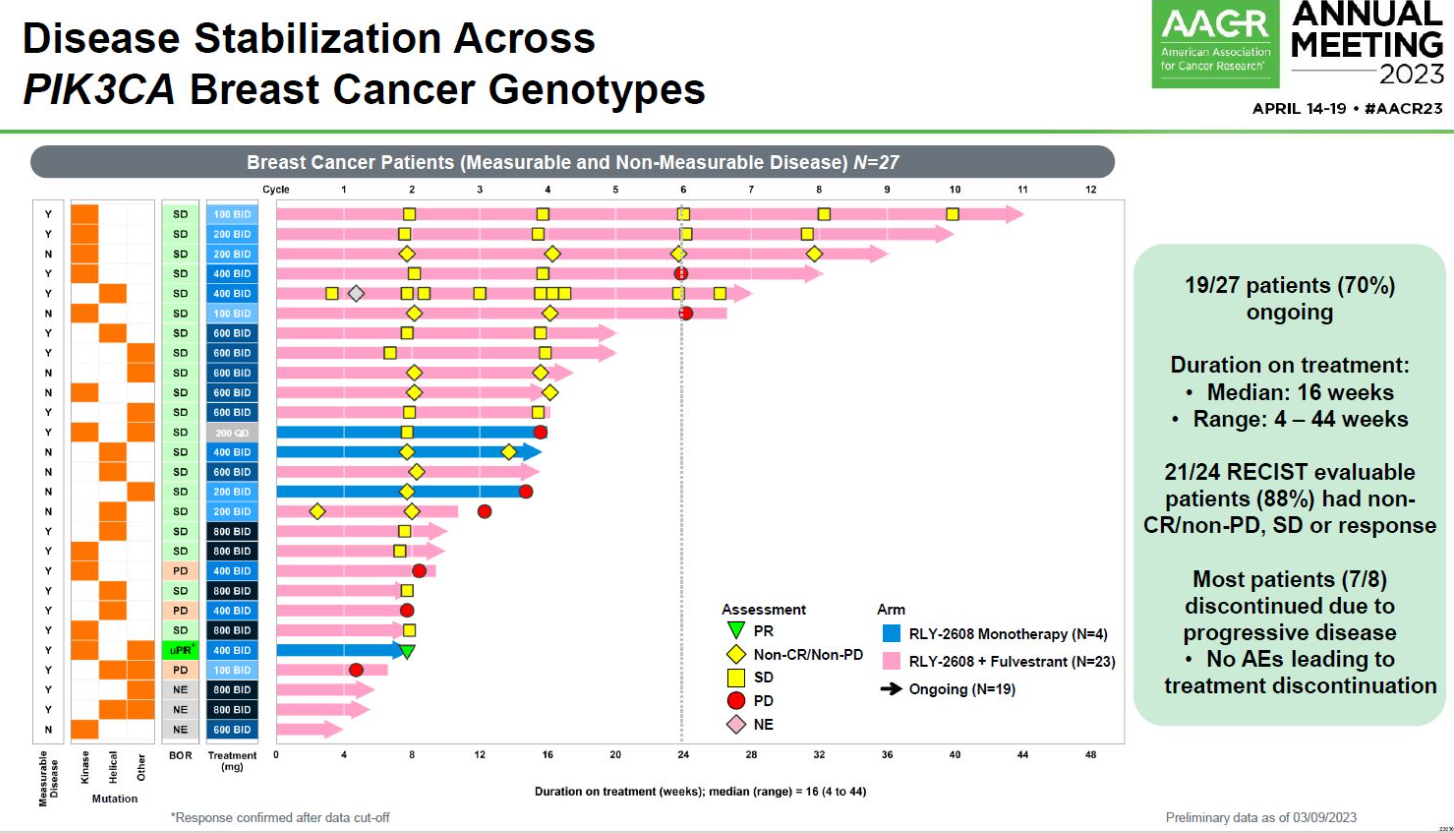 Disease Stabilization Across
PIK3CA Breast Cancer Genotypes
AACR
American Association
for Cancer Research®
ANNUAL
MEETING
2023
APRIL 14-19 • #AACR23
Breast Cancer Patients (Measurable and Non-Measurable Disease) N=27
Cycle 1 2 3 4 5 6 7 8 9 10 11 12
Y SD 100 BID
Y SD 200 BID
N SD 200 BID
Y SD 400 BID
Y SD 400 BID
N SD 100 BID
Y SD 600 BID
Y SD 600 BID
N SD 600 BID
N SD 600 BID
Y SD 600 BID
Y SD 200 QD
N SD 400 BID
N SD 600 BID
N SD 200 BID
N SD 200 BID
Y SD 800 BID
Y SD 800 BID
Y PD 400 BID
Y SD 800 BID
Y PD 400 BID
Y SD 800 BID
Y uPR* 400 BID
Y PD 100 BID
N NE 800 BID
Y NE 800 BID
N NE 600 BID
Measurable
Disease
Kinase
Helical
Other
Mutation
BOR
Treatment
(mg)
0 4 8 12 16 20 24 28 32 36 40 44 48
Duration on treatment (weeks); median (range) = 16 (4 to 44)
Assessment
PR
Non-CR/Non-PD
SD
PD
NE
Arm
RLY-2608 Monotherapy (N=4)
RLY-2608 + Fulvestrant (N=23)
Ongoing (N=19)
19/27 patients (70%)
ongoing
Duration on treatment:
• Median: 16 weeks
• Range: 4 – 44 weeks
21/24 RECIST evaluable
patients (88%) had non-
CR/non-PD, SD or response
Most patients (7/8)
discontinued due to
progressive disease
• No AEs leading to
treatment discontinuation
*Response confirmed after data cut-off
Preliminary data as of 03/09/2023